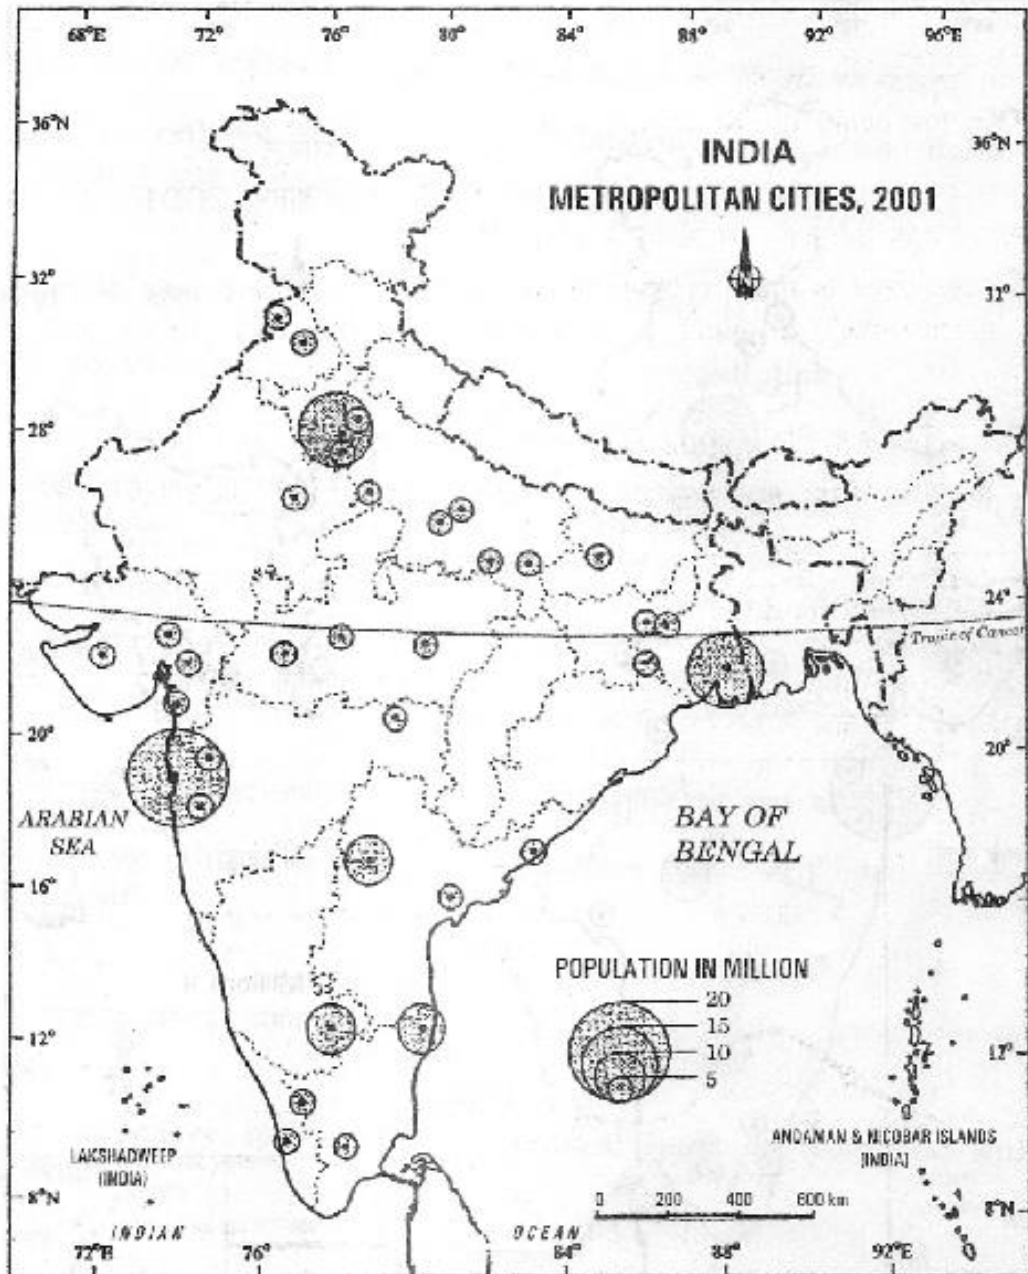 68°E 72° 76° 80° 84° 88° 92° 96°E
36°N 36°N
INDIA
METROPOLITAN CITIES, 2001
32°
28°
24° 24°
Tropic of Cancer
20° 20°
ARABIAN
SEA
BAY OF
BENGAL
16°
POPULATION IN MILLION
20
15
10
5
12° 12°
LAKSHADWEEP
(INDIA)
ANDAMAN & NICOBAR ISLANDS
(INDIA)
0 200 400 600 km
8°N 8°N
INDIAN OCEAN
72°E 76° 84° 88° 92°E